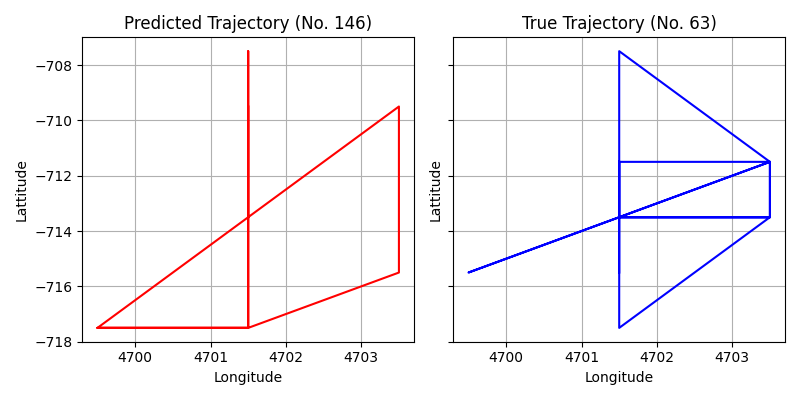 Predicted Trajectory (No. 146)
True Trajectory (No. 63)
−708
−710
−712
−714
−716
−718
Lattitude
Lattitude
4700
4701
4702
4703
4700
4701
4702
4703
Longitude
Longitude